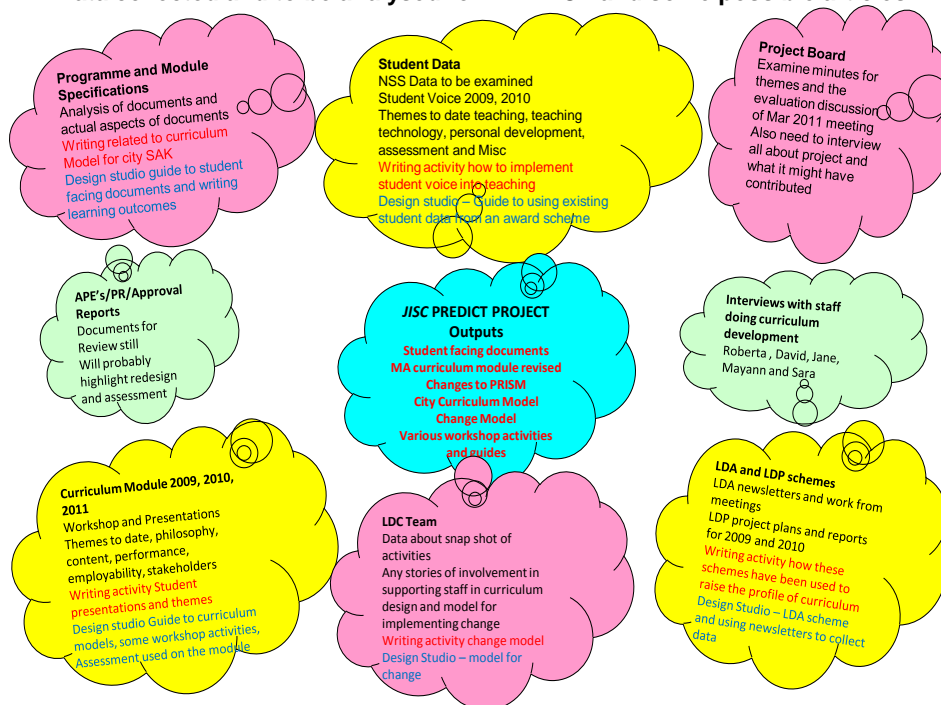 Programme and Module
Specifications
Analysis of documents and
actual aspects of documents
Writing related to curriculum
Model for city SAK
Design studio guide to student
facing documents and writing
learning outcomes
Student Data
NSS Data to be examined
Student Voice 2009, 2010
Themes to date teaching, teaching
technology, personal development,
assessment and Misc
Writing activity how to implement
student voice into teaching
Design studio – Guide to using existing
student data from an award scheme
Project Board
Examine minutes for
themes and the
evaluation discussion
of Mar 2011 meeting
Also need to interview
all about project and
what it might have
contributed
APE's/PR/Approval
Reports
Documents for
Review still
Will probably
highlight redesign
and assessment
JISC PREDICT PROJECT
Outputs
Student facing documents
MA curriculum module revised
Changes to PRISM
City Curriculum Model
Change Model
Various workshop activities
and guides
Interviews with staff
doing curriculum
development
Roberta , David, Jane,
Mayann and Sara
Curriculum Module 2009, 2010,
2011
Workshop and Presentations
Themes to date, philosophy,
content, performance,
employability, stakeholders
Writing activity Student
presentations and themes
Design studio Guide to curriculum
models, some workshop activities,
Assessment used on the module
LDC Team
Data about snap shot of
activities
Any stories of involvement in
supporting staff in curriculum
design and model for
implementing change
Writing activity change model
Design Studio – model for
change
LDA and LDP schemes
LDA newsletters and work from
meetings
LDP project plans and reports
for 2009 and 2010
Writing activity how these
schemes have been used to
raise the profile of curriculum
Design Studio – LDA scheme
and using newsletters to collect
data